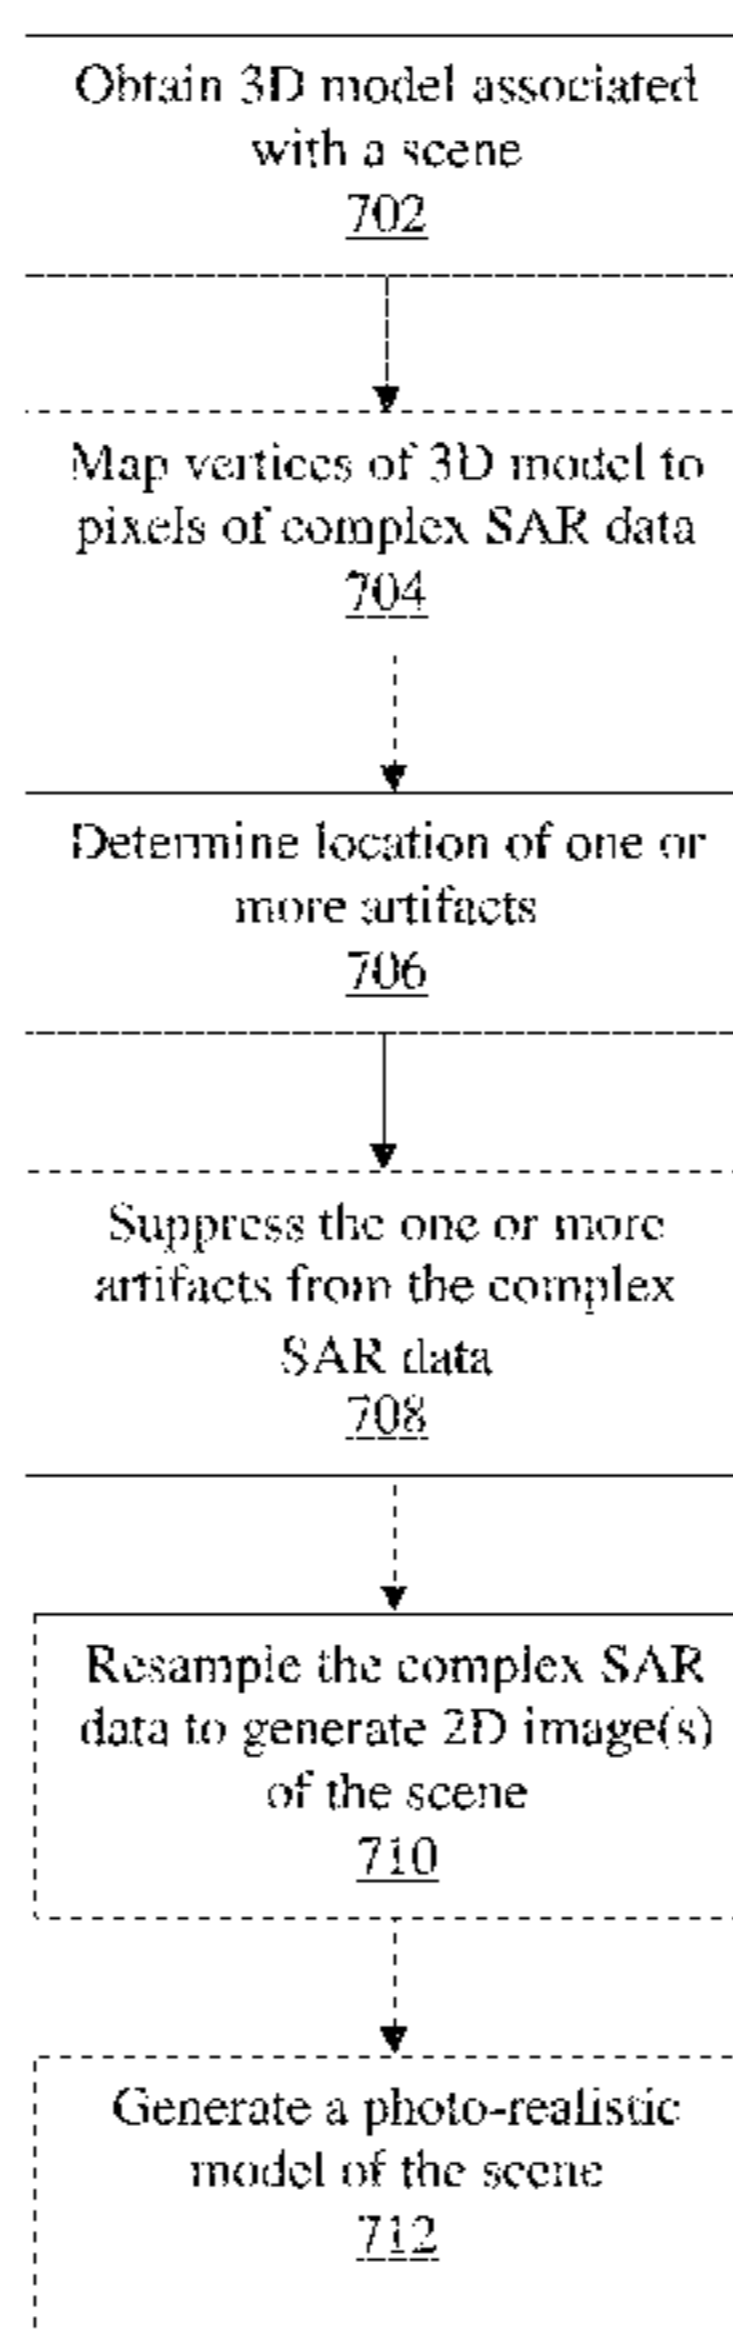 Obtain 3D model associated
with a scene
702
Map vertices of 3D model to
pixels of complex SAR data
704
Determine location of one or
more artifacts
706
Suppress the one or more
artifacts from the complex
SAR data
708
Resample the complex SAR
data to generate 2D image(s)
of the scene
710
Generate a photo-realistic
model of the scene
712